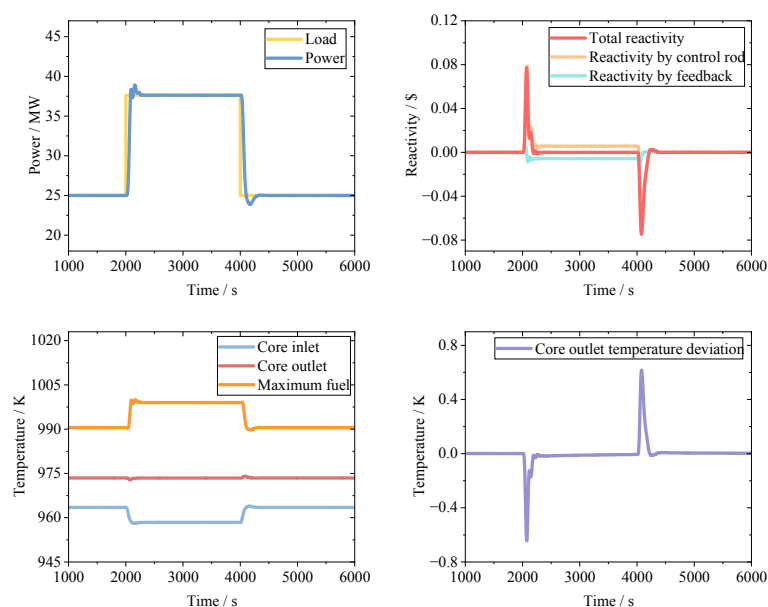 Load
Power
42
37
32
25
20
Power / MW
1000 2000 3000 4000 5000 6000
Time / s
Total reactivity
Reactivity by control rod
Reactivity by feedback
0.12
0.08
0.04
0.00
−0.04
−0.08
Reactivity / $
1000 2000 3000 4000 5000 6000
Time / s
Core inlet
Core outlet
Maximum fuel
1020
1005
990
975
960
945
Temperature / K
1000 2000 3000 4000 5000 6000
Time / s
Core outlet temperature deviation
0.8
0.4
0.0
−0.4
−0.8
Temperature / K
1000 2000 3000 4000 5000 6000
Time / s